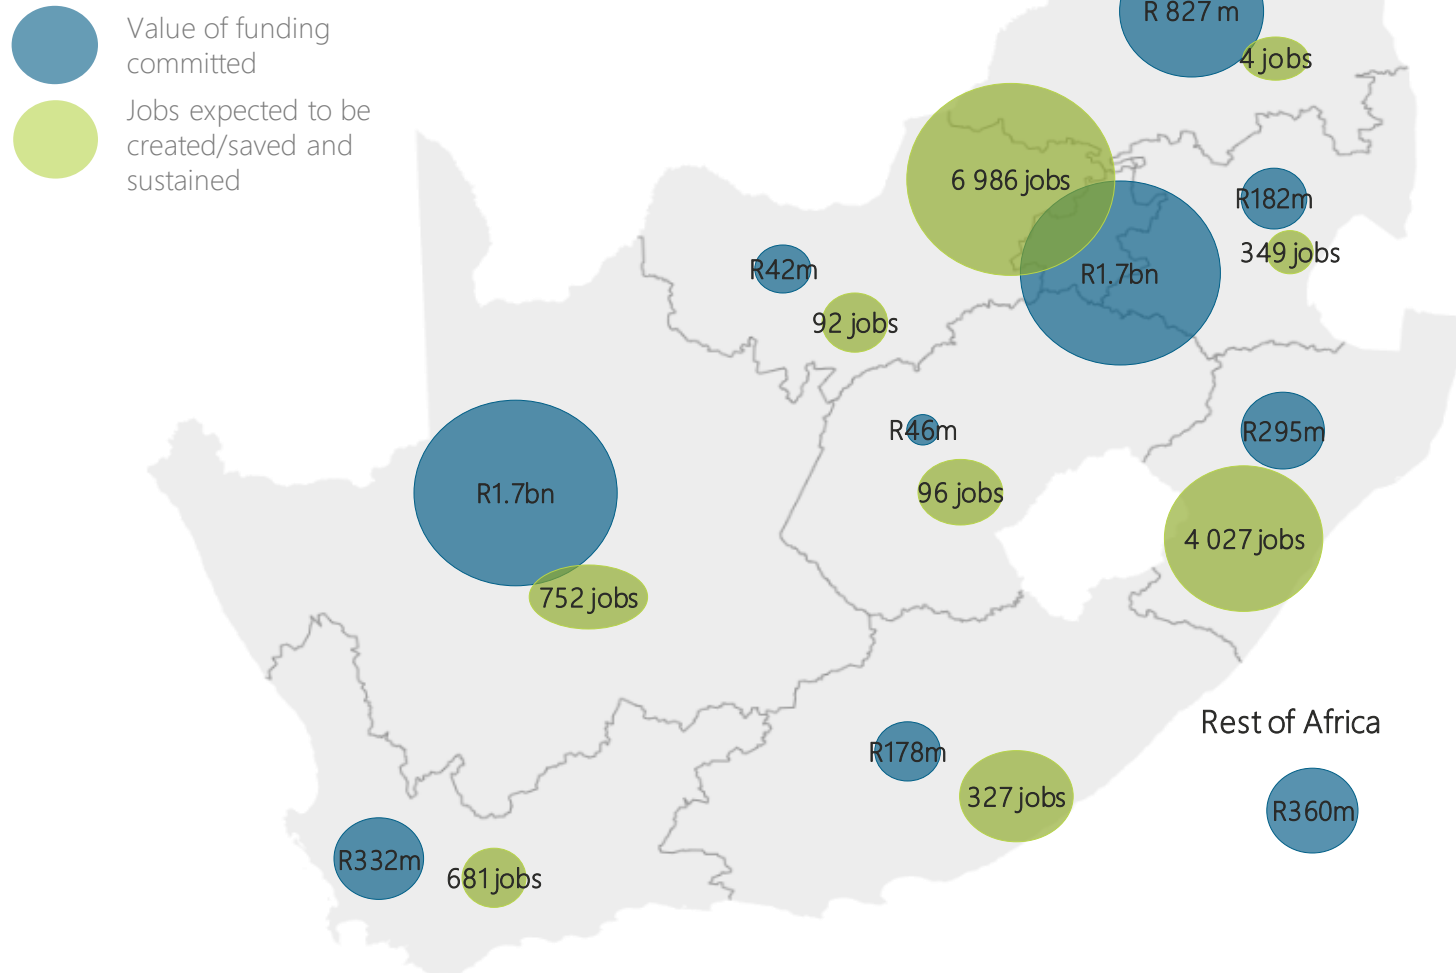 Value of funding
committed
Jobs expected to be
created/saved and
sustained
R 827 m
4 jobs
6 986 jobs
R1.7bn
R182m
349 jobs
R42m
92 jobs
R46m
96 jobs
R295m
4 027 jobs
R1.7bn
752 jobs
R178m
327 jobs
R332m
681 jobs
Rest of Africa
R360m